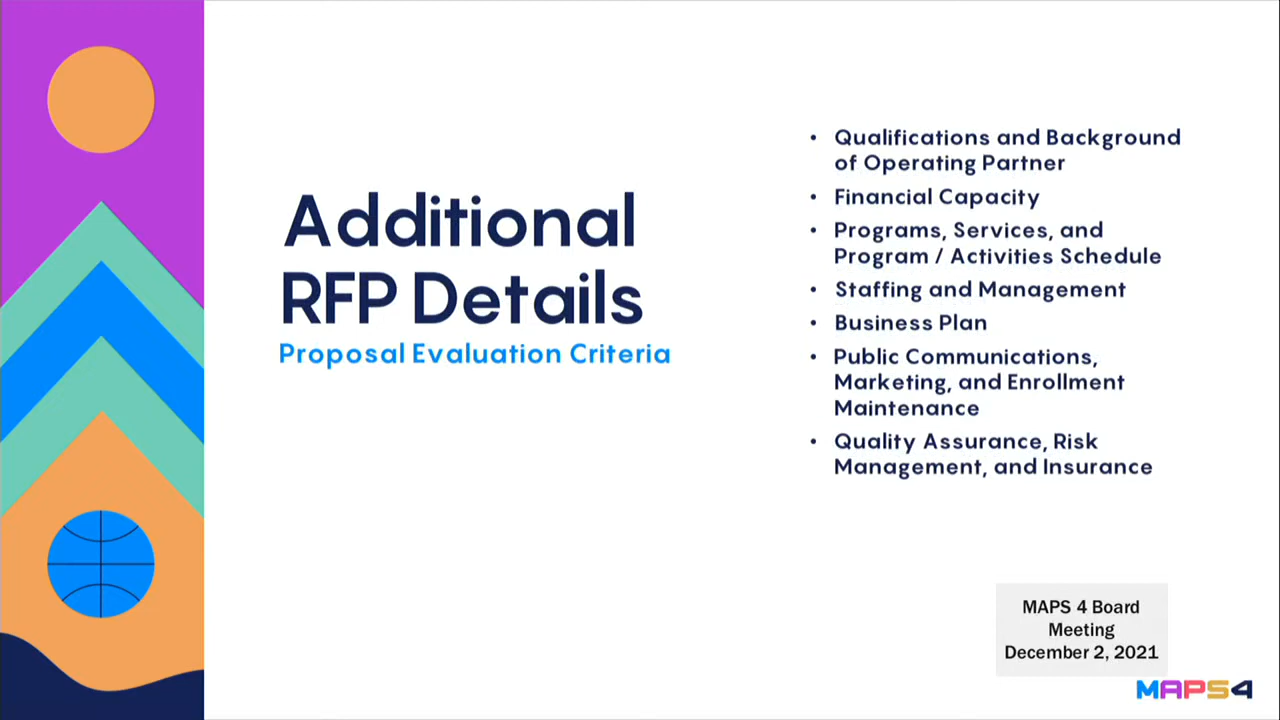 Additional
RFP Details
Proposal Evaluation Criteria
• Qualifications and Background
of Operating Partner
• Financial Capacity
• Programs, Services, and
Program / Activities Schedule
• Staffing and Management
• Business Plan
• Public Communications,
Marketing, and Enrollment
Maintenance
• Quality Assurance, Risk
Management, and Insurance
MAPS 4 Board
Meeting
December 2, 2021
MAPS4